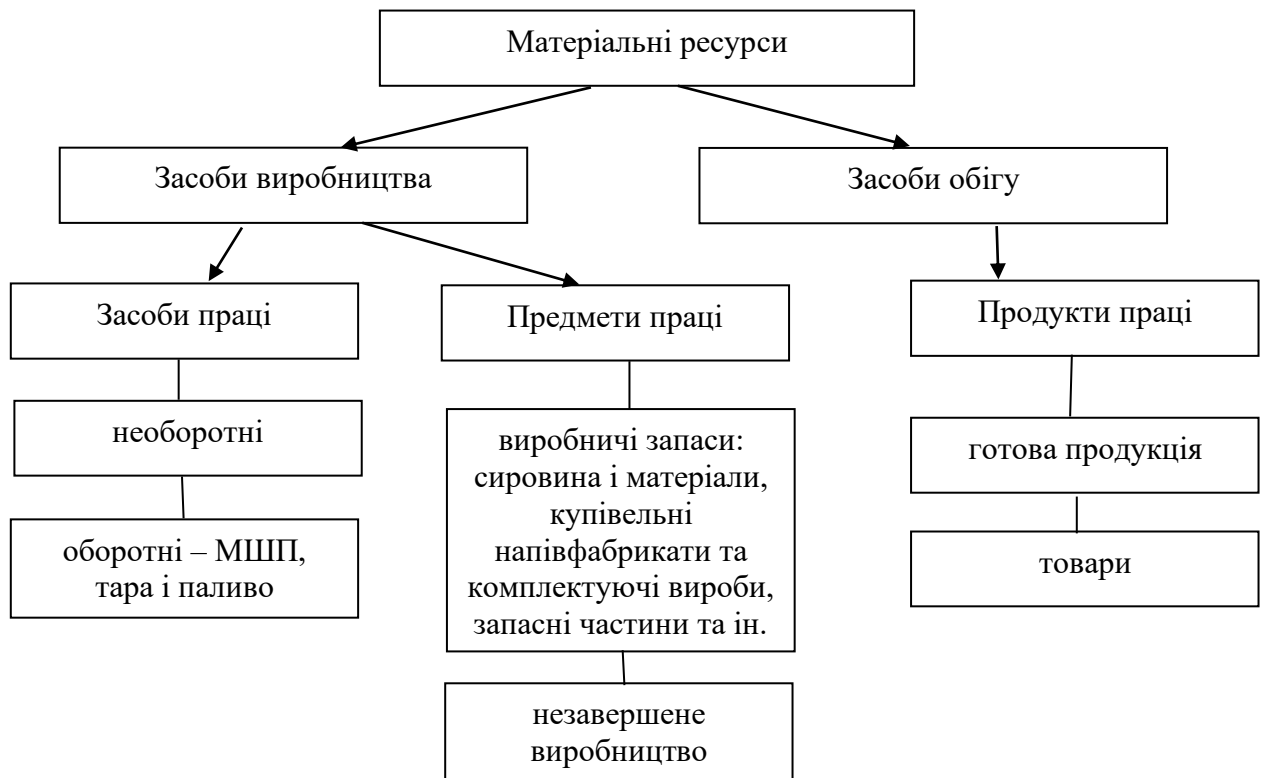 Матеріальні ресурси
Засоби виробництва
Засоби обігу
Засоби праці
Предмети праці
Продукти праці
необоротні
виробничі запаси:
сировина і матеріали,
купівельні
напівфабрикати та
комплектуючі вироби,
запасні частини та ін.
готова продукція
оборотні – МШП,
тара і паливо
товари
незавершене
виробництво